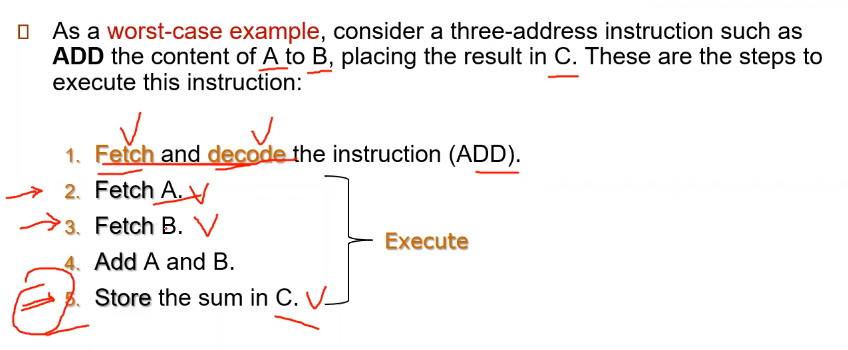 As a worst-case example, consider a three-address instruction such as
ADD the content of A to B, placing the result in C. These are the steps to
execute this instruction:
1. Fetch and decode the instruction (ADD).
2. Fetch A.
3. Fetch B.
Execute
4. Add A and B.
5. Store the sum in C.